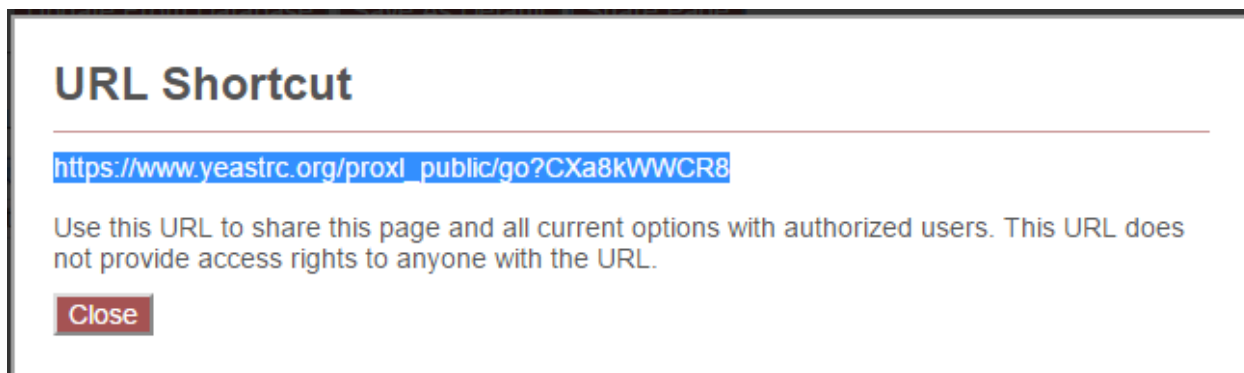 URL Shortcut
https://www.yeastrc.org/proxl_public/go?CXa8kWWCR8
Use this URL to share this page and all current options with authorized users. This URL does
not provide access rights to anyone with the URL.
Close